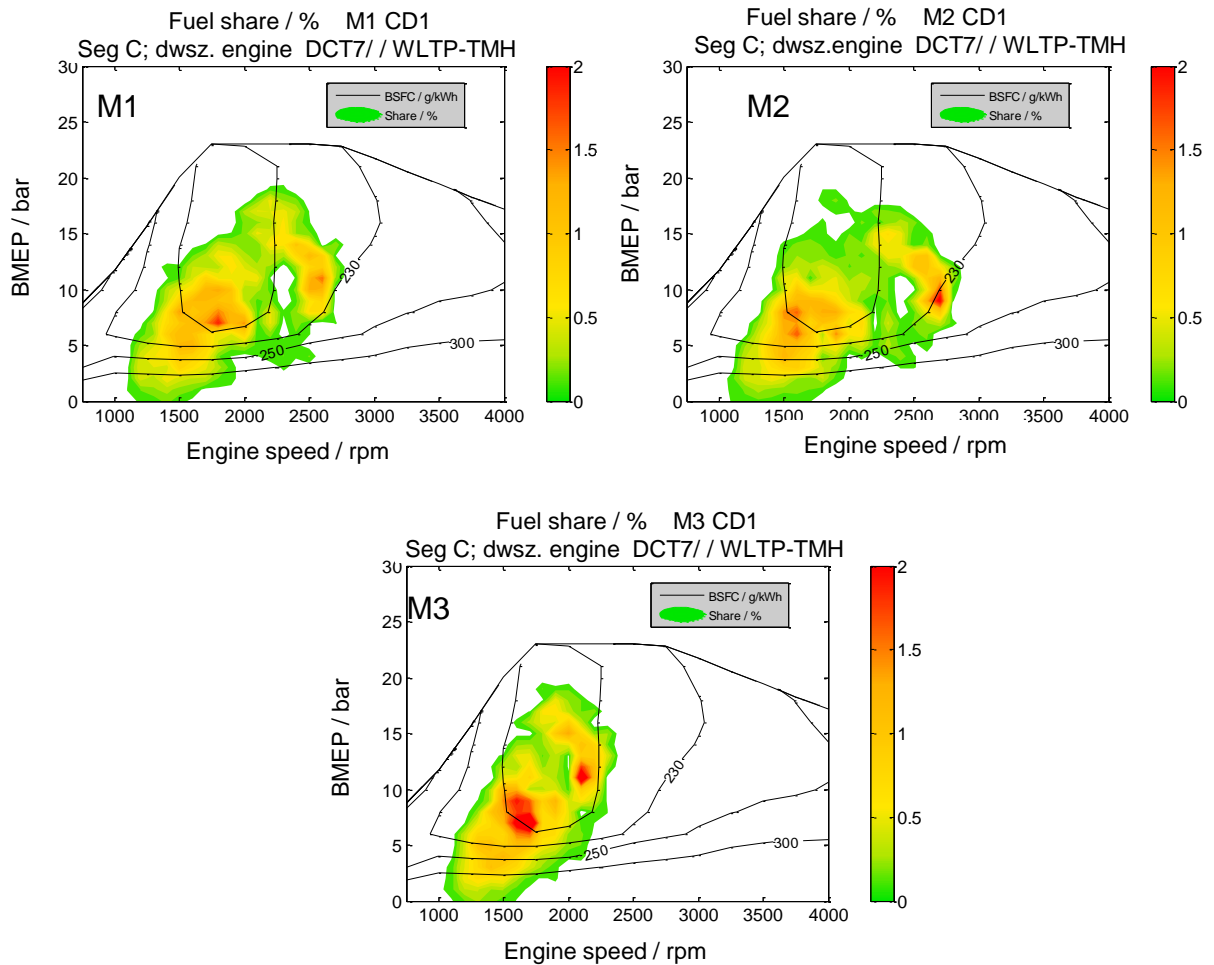 Fuel share / % M1 CD1
Seg C; dwsz. engine DCT7/ / WLTP-TMH
M1
BSFC / g/kWh
Share / %
230
250
300
30
25
20
15
10
5
0
BMEP / bar
1000 1500 2000 2500 3000 3500 4000
Engine speed / rpm
2
1.5
1
0.5
0
Fuel share / % M2 CD1
Seg C; dwsz.engine DCT7/ / WLTP-TMH
M2
BSFC / g/kWh
Share / %
230
250
300
30
25
20
15
10
5
0
BMEP / bar
1000 1500 2000 2500 3000 3500 4000
Engine speed / rpm
2
1.5
1
0.5
0
Fuel share / % M3 CD1
Seg C; dwsz. engine DCT7/ / WLTP-TMH
M3
BSFC / g/kWh
Share / %
230
250
300
30
25
20
15
10
5
0
BMEP / bar
1000 1500 2000 2500 3000 3500 4000
Engine speed / rpm
2
1.5
1
0.5
0